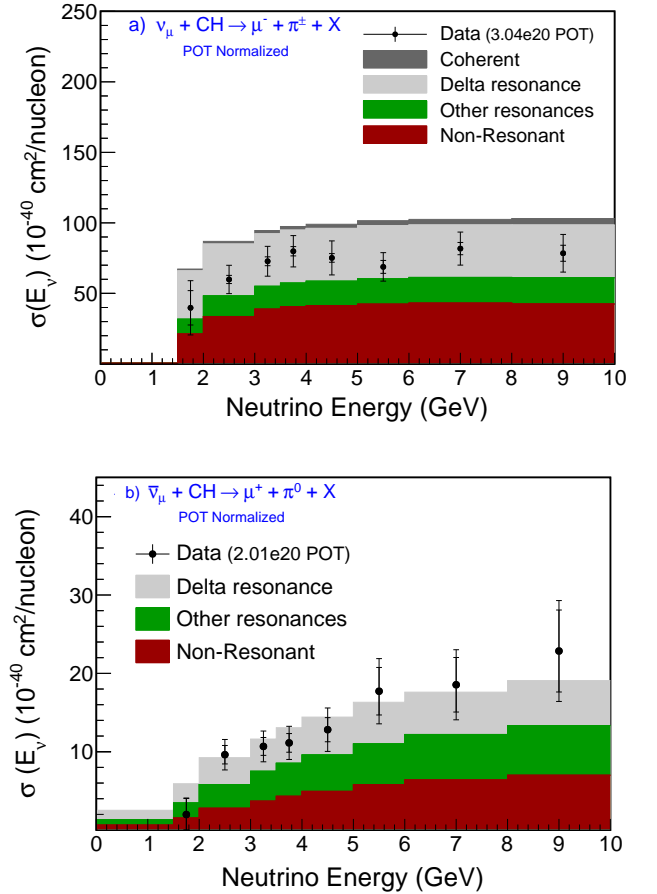 a) ν_μ + CH → μ⁻ + π^± + X
POT Normalized
Data (3.04e20 POT)
Coherent
Delta resonance
Other resonances
Non-Resonant
250
200
150
100
50
σ(E_ν) (10⁻⁴⁰ cm²/nucleon)
0 1 2 3 4 5 6 7 8 9 10
Neutrino Energy (GeV)
b) ν̄_μ + CH → μ⁺ + π⁰ + X
POT Normalized
Data (2.01e20 POT)
Delta resonance
Other resonances
Non-Resonant
40
30
20
10
σ (E_ν) (10⁻⁴⁰ cm²/nucleon)
0 1 2 3 4 5 6 7 8 9 10
Neutrino Energy (GeV)